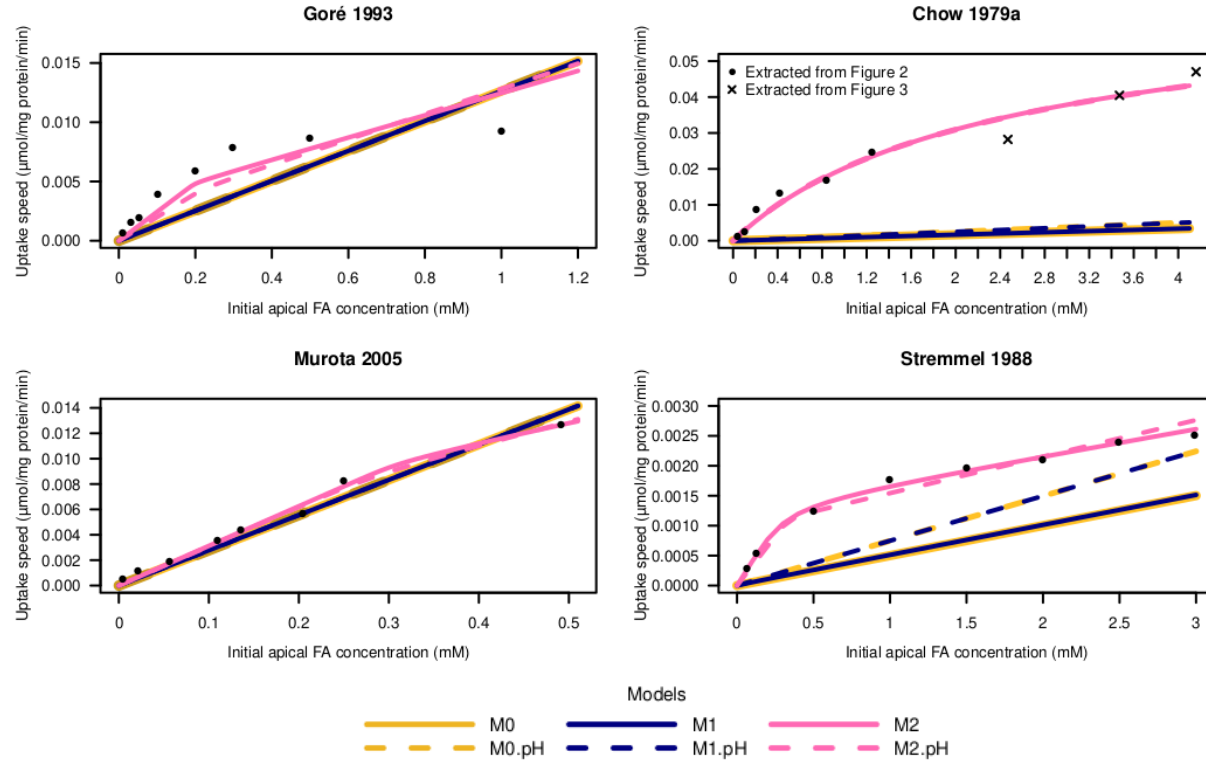 Goré 1993
Uptake speed (µmol/mg protein/min)
0.015
0.010
0.005
0.000
0 0.2 0.4 0.6 0.8 1 1.2
Initial apical FA concentration (mM)
Chow 1979a
Uptake speed (µmol/mg protein/min)
0.05
0.04
0.03
0.02
0.01
0.00
Extracted from Figure 2
Extracted from Figure 3
0 0.4 0.8 1.2 1.6 2 2.4 2.8 3.2 3.6 4
Initial apical FA concentration (mM)
Murota 2005
Uptake speed (µmol/mg protein/min)
0.014
0.012
0.010
0.008
0.006
0.004
0.002
0.000
0 0.1 0.2 0.3 0.4 0.5
Initial apical FA concentration (mM)
Stremmel 1988
Uptake speed (µmol/mg protein/min)
0.0030
0.0025
0.0020
0.0015
0.0010
0.0005
0.0000
0 0.5 1 1.5 2 2.5 3
Initial apical FA concentration (mM)
Models
M0 M1 M2
M0.pH M1.pH M2.pH